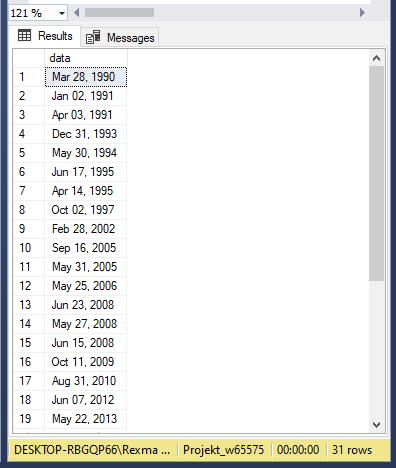 121 %
Results Messages
data
1 Mar 28, 1990
2 Jan 02, 1991
3 Apr 03, 1991
4 Dec 31, 1993
5 May 30, 1994
6 Jun 17, 1995
7 Apr 14, 1995
8 Oct 02, 1997
9 Feb 28, 2002
10 Sep 16, 2005
11 May 31, 2005
12 May 25, 2006
13 Jun 23, 2008
14 May 27, 2008
15 Jun 15, 2008
16 Oct 11, 2009
17 Aug 31, 2010
18 Jun 07, 2012
19 May 22, 2013
DESKTOP-RBGQP66\Rexma ... Projekt_w65575 00:00:00 31 rows